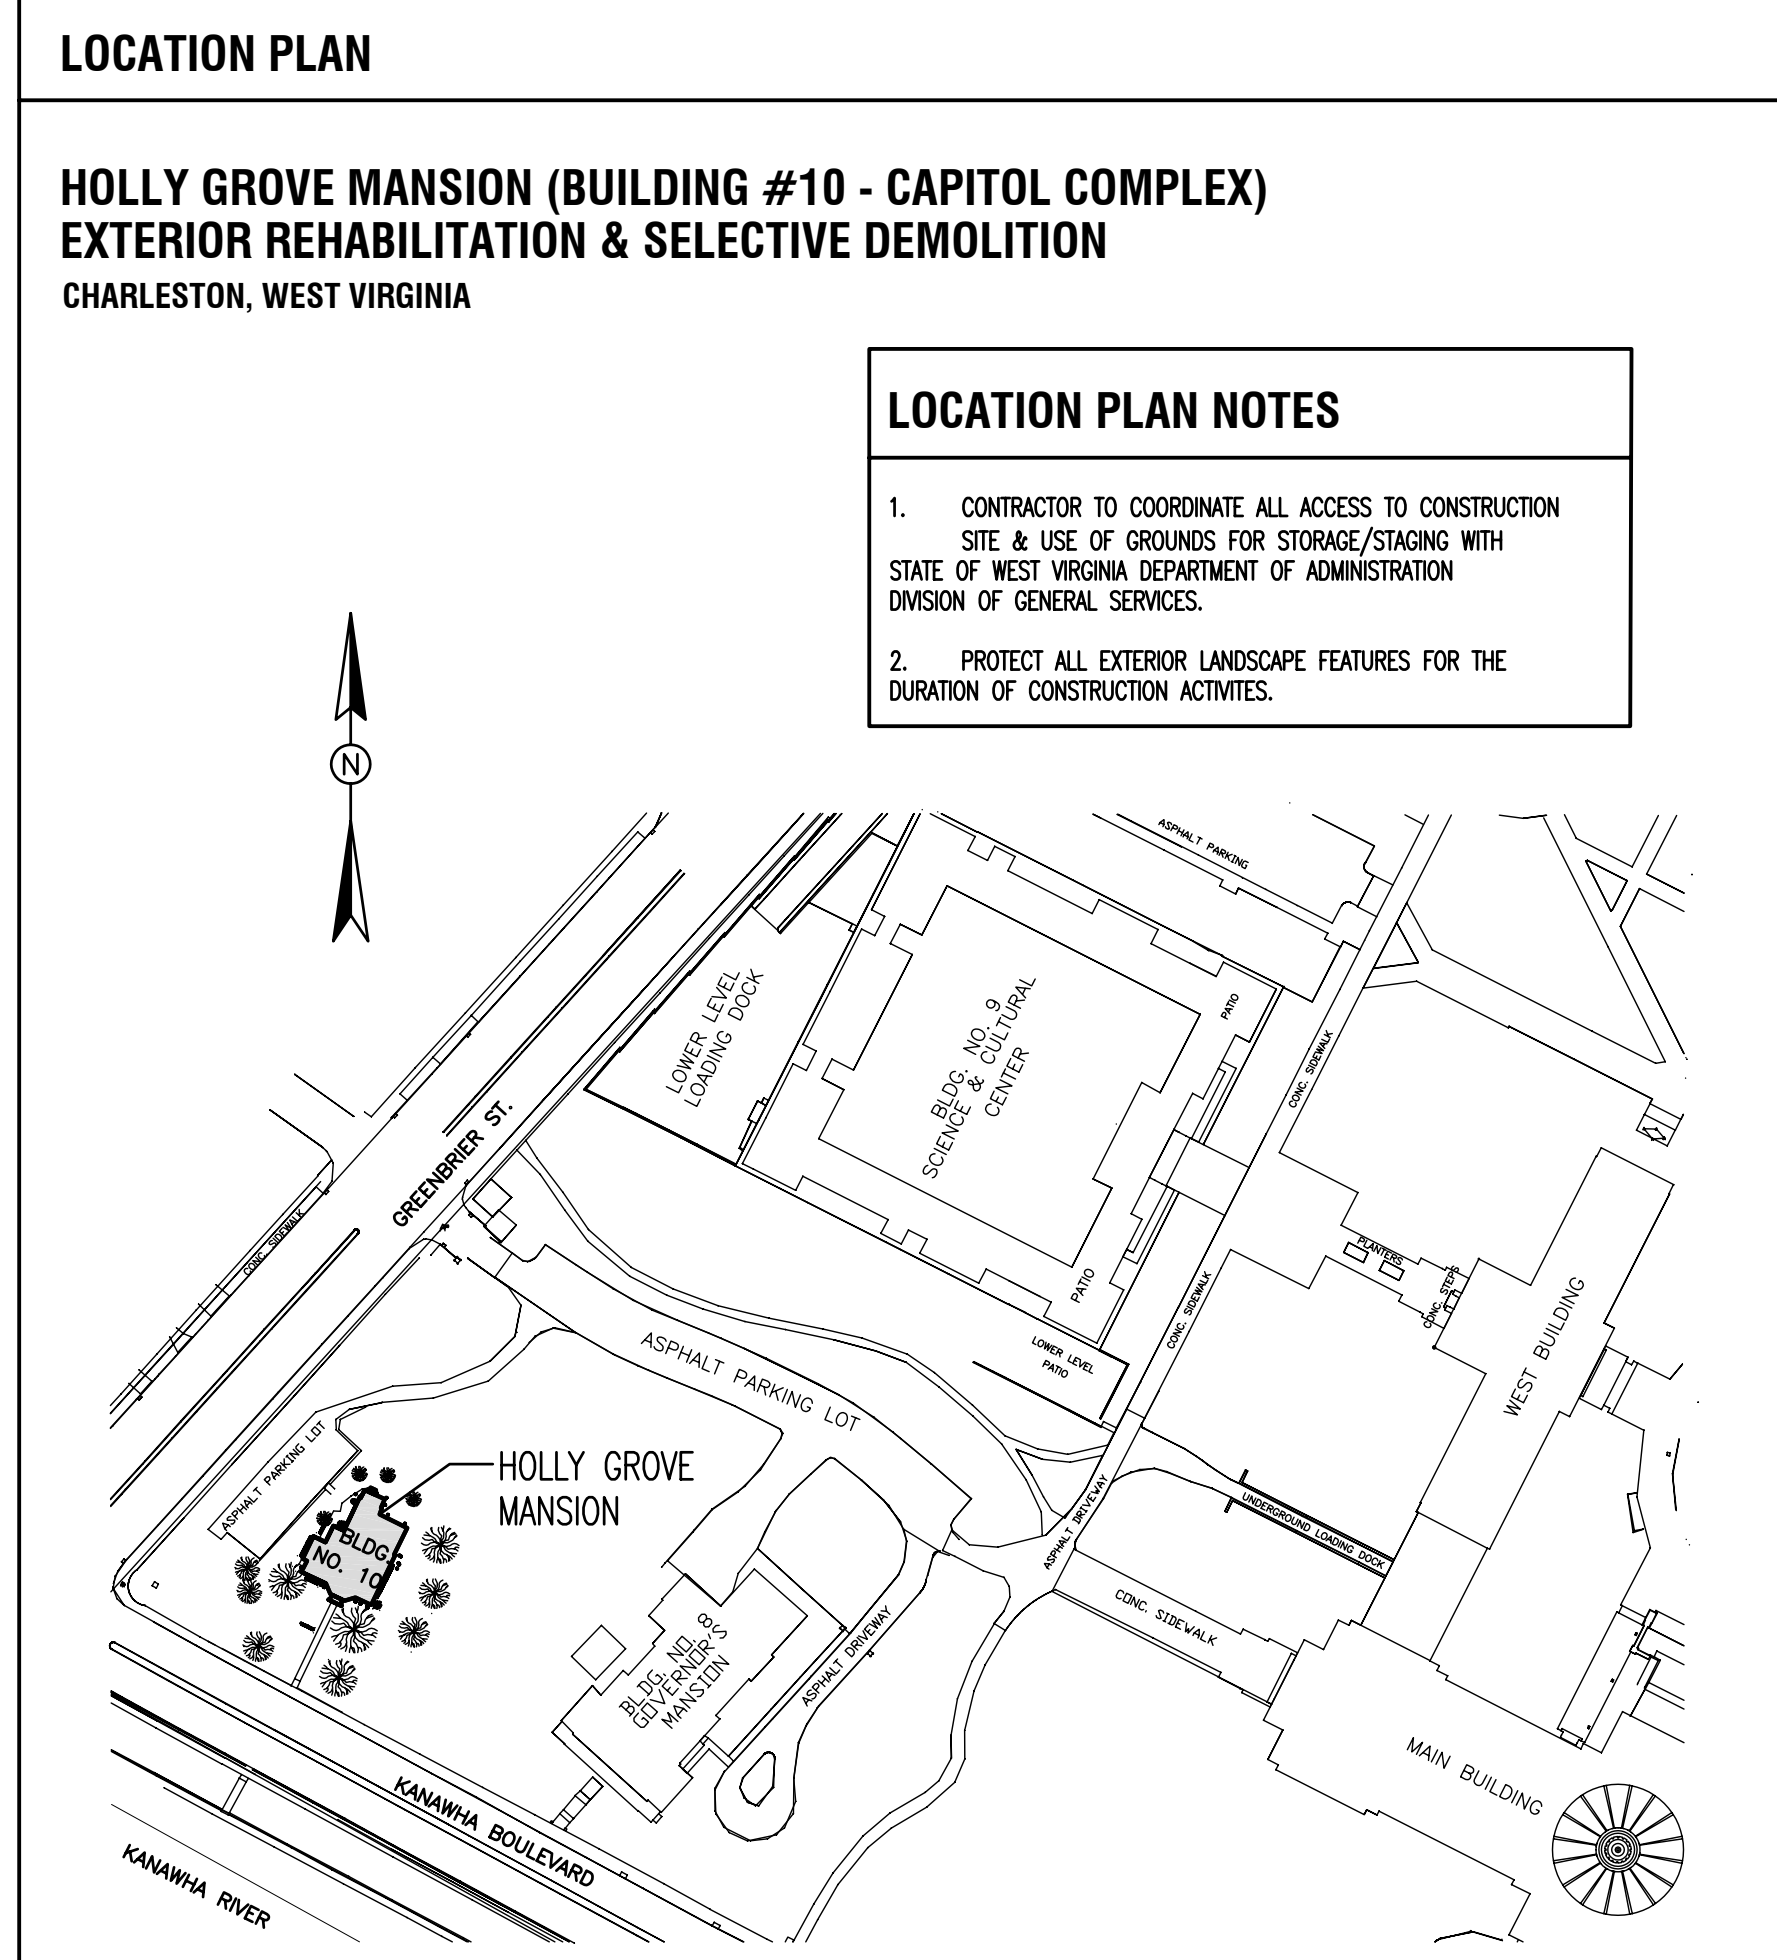 LOCATION PLAN
HOLLY GROVE MANSION (BUILDING #10 - CAPITOL COMPLEX)
EXTERIOR REHABILITATION & SELECTIVE DEMOLITION
CHARLESTON, WEST VIRGINIA
LOCATION PLAN NOTES
1. CONTRACTOR TO COORDINATE ALL ACCESS TO CONSTRUCTION
SITE & USE OF GROUNDS FOR STORAGE/STAGING WITH
STATE OF WEST VIRGINIA DEPARTMENT OF ADMINISTRATION
DIVISION OF GENERAL SERVICES.
2. PROTECT ALL EXTERIOR LANDSCAPE FEATURES FOR THE
DURATION OF CONSTRUCTION ACTIVITES.
N
ASPHALT PARKING
LOWER LEVEL
LOADING DOCK
BLDG. NO. 9
SCIENCE & CULTURAL
CENTER
PATIO
CONC. SIDEWALK
GREENBRIER ST.
CONC. SIDEWALK
PLANTERS
CONC. STEPS
PATIO
CONC. SIDEWALK
WEST BUILDING
LOWER LEVEL
PATIO
ASPHALT PARKING LOT
ASPHALT PARKING LOT
HOLLY GROVE
MANSION
BLDG.
NO. 10
ASPHALT DRIVEWAY
UNDERGROUND LOADING DOCK
CONC. SIDEWALK
BLDG. NO. 8
GOVERNOR'S
MANSION
ASPHALT DRIVEWAY
MAIN BUILDING
KANAWHA BOULEVARD
KANAWHA RIVER